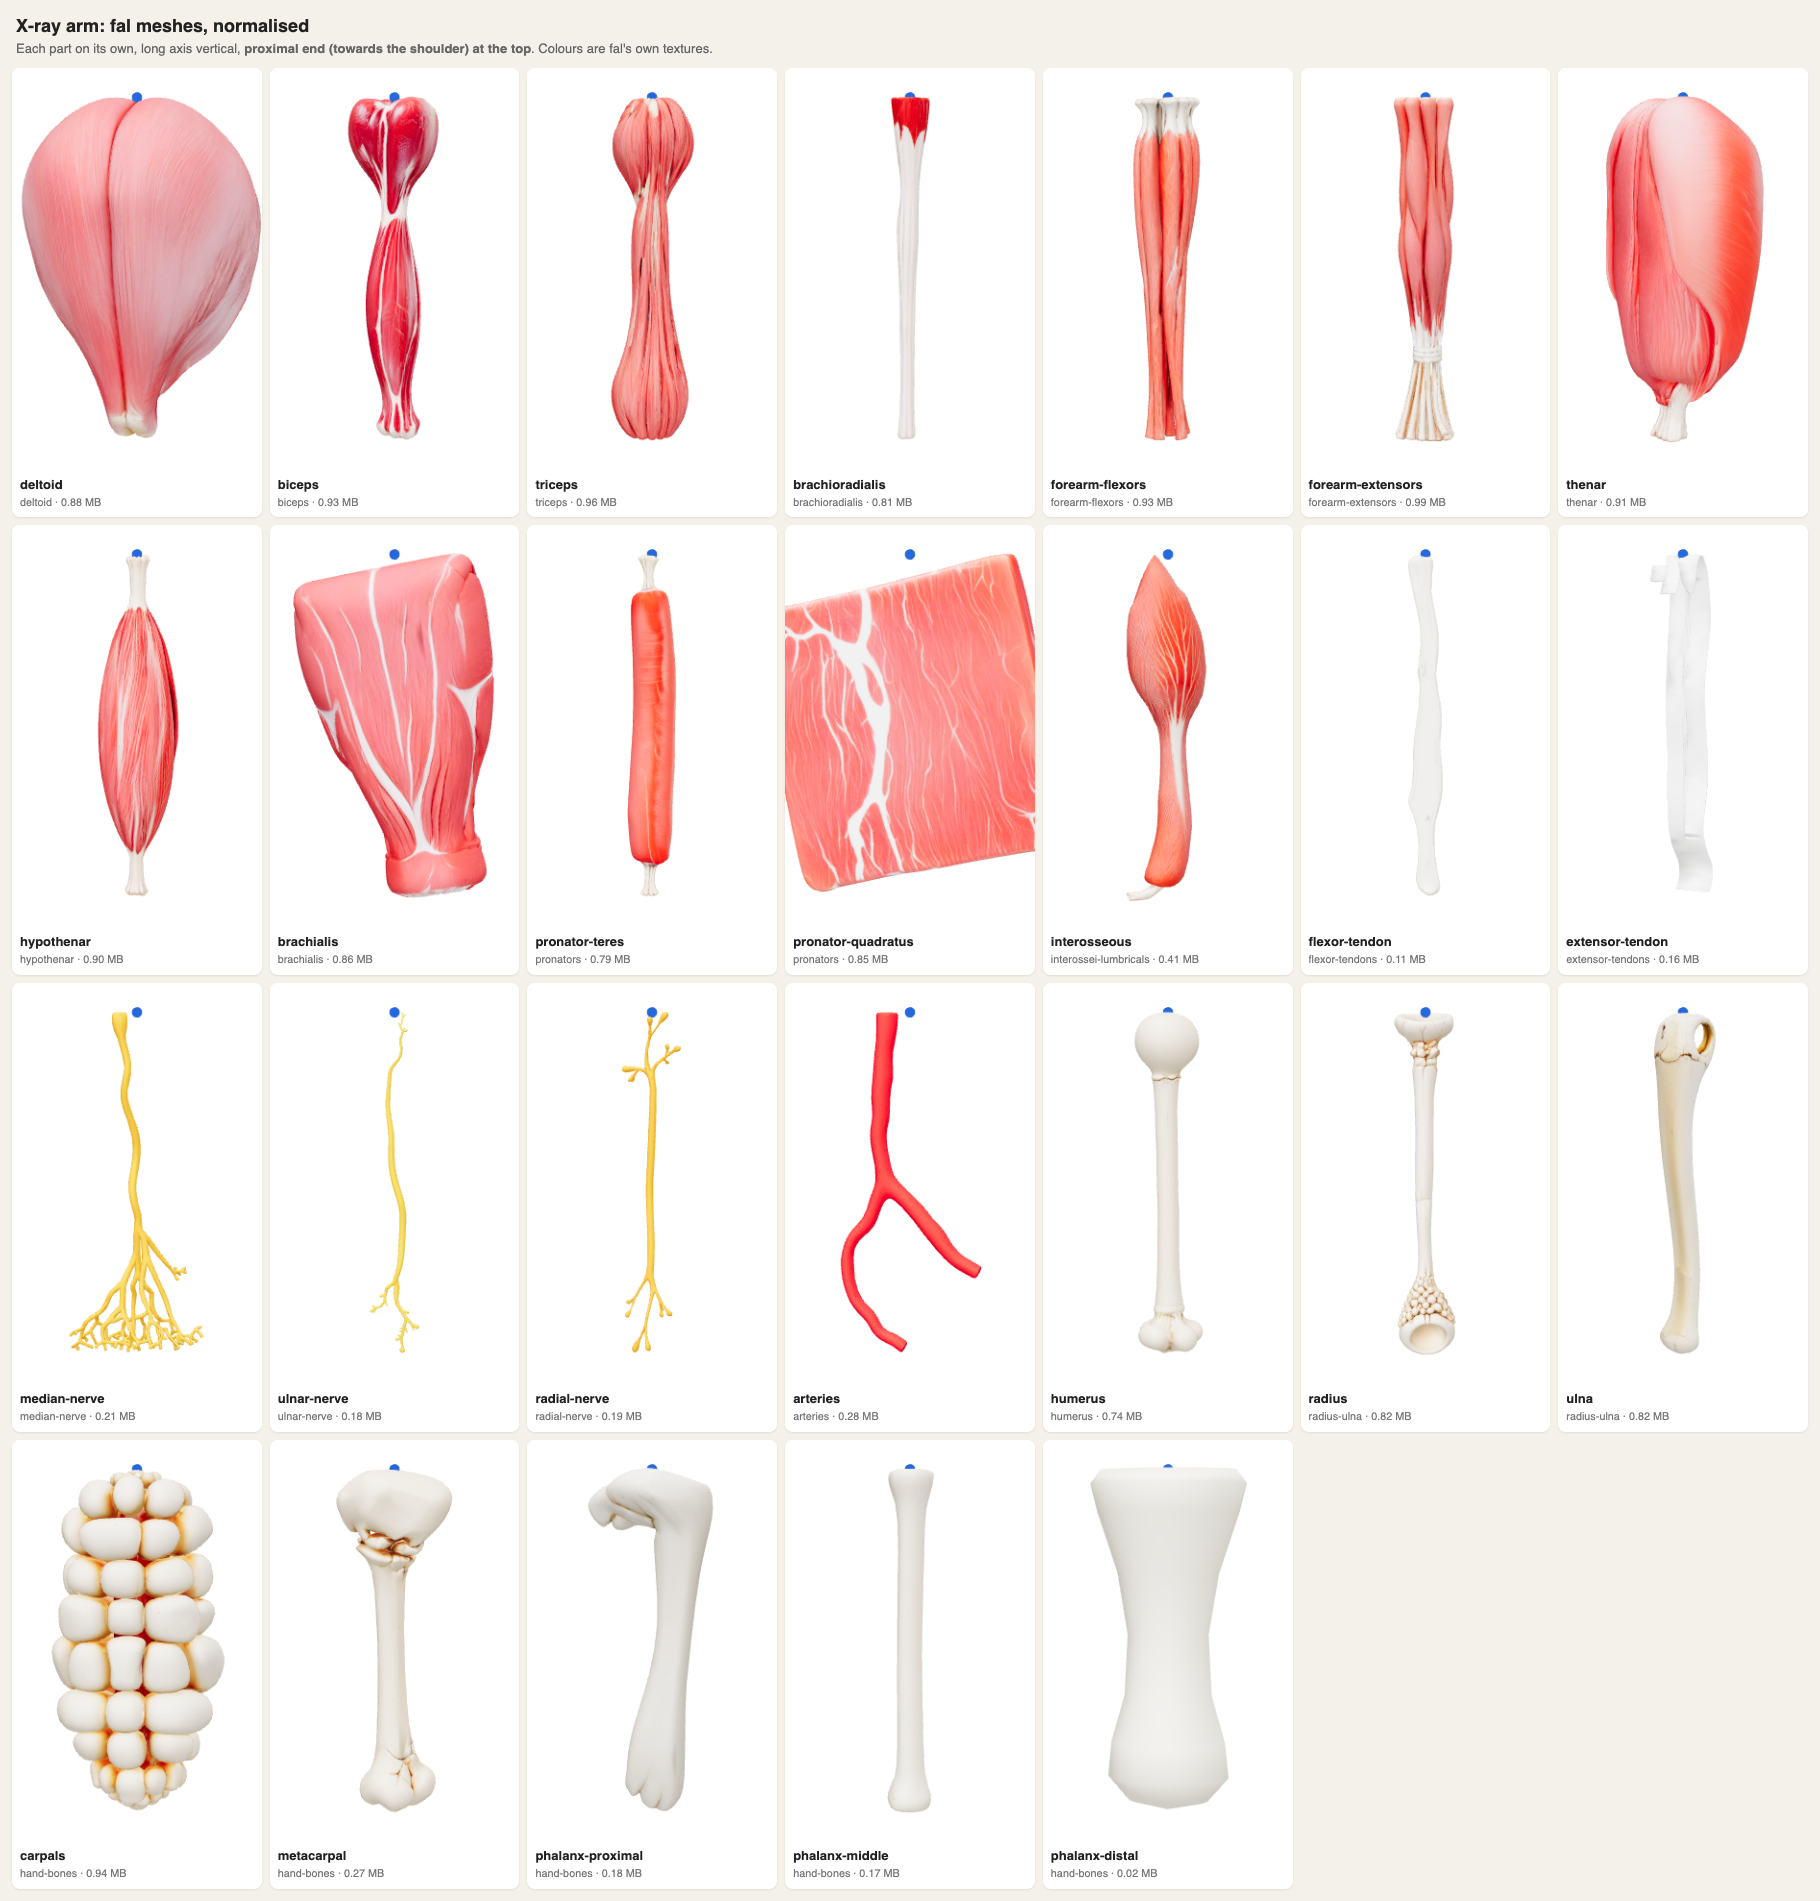 X-ray arm: fal meshes, normalised
Each part on its own, long axis vertical, proximal end (towards the shoulder) at the top. Colours are fal's own textures.
deltoid
deltoid · 0.88 MB
biceps
biceps · 0.93 MB
triceps
triceps · 0.96 MB
brachioradialis
brachioradialis · 0.81 MB
forearm-flexors
forearm-flexors · 0.93 MB
forearm-extensors
forearm-extensors · 0.99 MB
thenar
thenar · 0.91 MB
hypothenar
hypothenar · 0.90 MB
brachialis
brachialis · 0.86 MB
pronator-teres
pronators · 0.79 MB
pronator-quadratus
pronators · 0.85 MB
interosseous
interossei-lumbricals · 0.41 MB
flexor-tendon
flexor-tendons · 0.11 MB
extensor-tendon
extensor-tendons · 0.16 MB
median-nerve
median-nerve · 0.21 MB
ulnar-nerve
ulnar-nerve · 0.18 MB
radial-nerve
radial-nerve · 0.19 MB
arteries
arteries · 0.28 MB
humerus
humerus · 0.74 MB
radius
radius-ulna · 0.82 MB
ulna
radius-ulna · 0.82 MB
carpals
hand-bones · 0.94 MB
metacarpal
hand-bones · 0.27 MB
phalanx-proximal
hand-bones · 0.18 MB
phalanx-middle
hand-bones · 0.17 MB
phalanx-distal
hand-bones · 0.02 MB